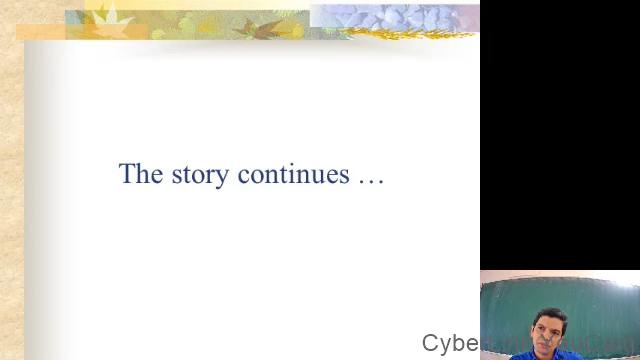 The story continues …